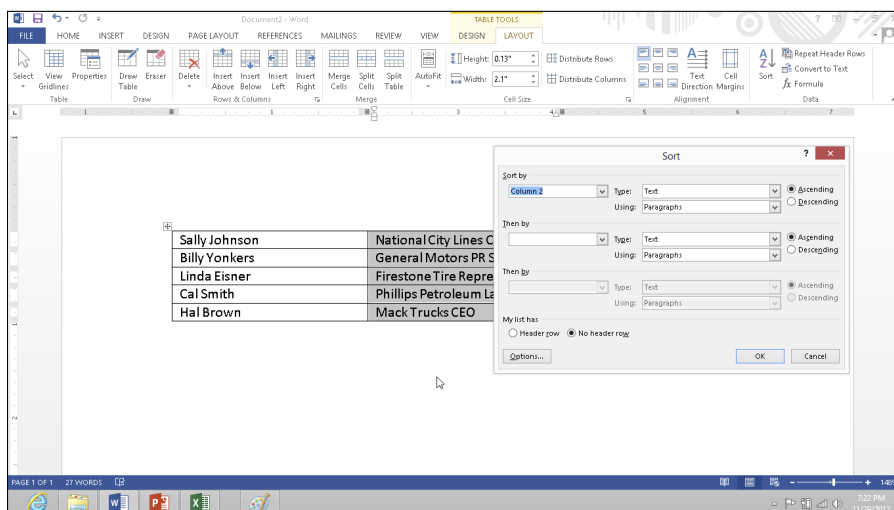 Document2 - Word
TABLE TOOLS
FILE HOME INSERT DESIGN PAGE LAYOUT REFERENCES MAILINGS REVIEW VIEW DESIGN LAYOUT
Select View Gridlines Properties Draw Table Eraser Delete Insert Above Insert Below Insert Left Insert Right Merge Cells Split Cells Split Table AutoFit Height: 0.13" Width: 2.1" Distribute Rows Distribute Columns Text Direction Cell Margins Sort Repeat Header Rows Convert to Text Formula
Table Draw Rows & Columns Merge Cell Size Alignment Data
1 1 3 4 5 6 7
Sort ?
Sort by
Column 2 Type: Text Ascending
Using: Paragraphs Descending
Then by
Type: Text Ascending
Using: Paragraphs Descending
Then by
Type: Text Ascending
Using: Paragraphs Descending
My list has
Header row No header row
Options... OK Cancel
Sally Johnson National City Lines C
Billy Yonkers General Motors PR S
Linda Eisner Firestone Tire Repre
Cal Smith Phillips Petroleum La
Hal Brown Mack Trucks CEO
PAGE 1 OF 1 27 WORDS
7:22 PM